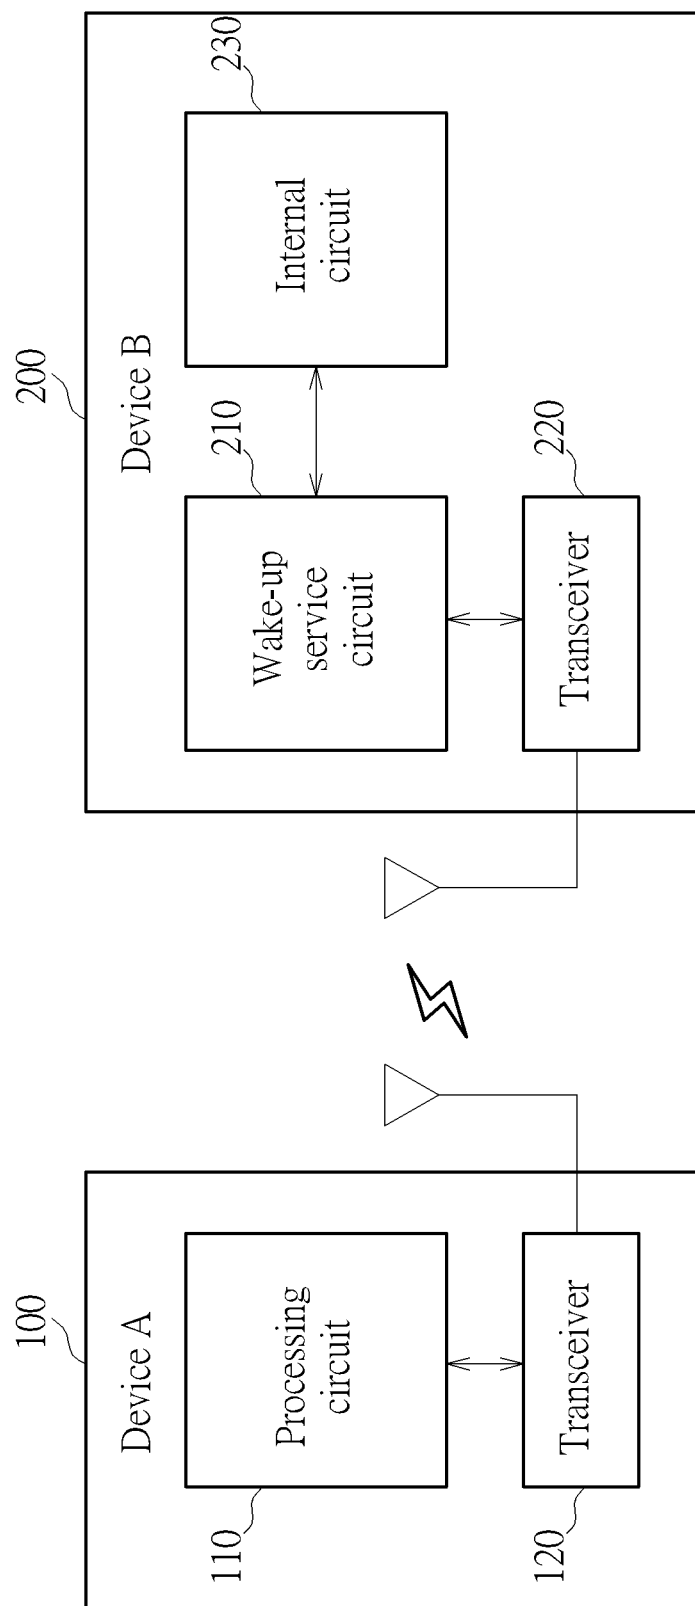 100
Device A
110
Processing
circuit
120
Transceiver
200
Device B
210
Wake-up
service
circuit
220
Transceiver
230
Internal
circuit